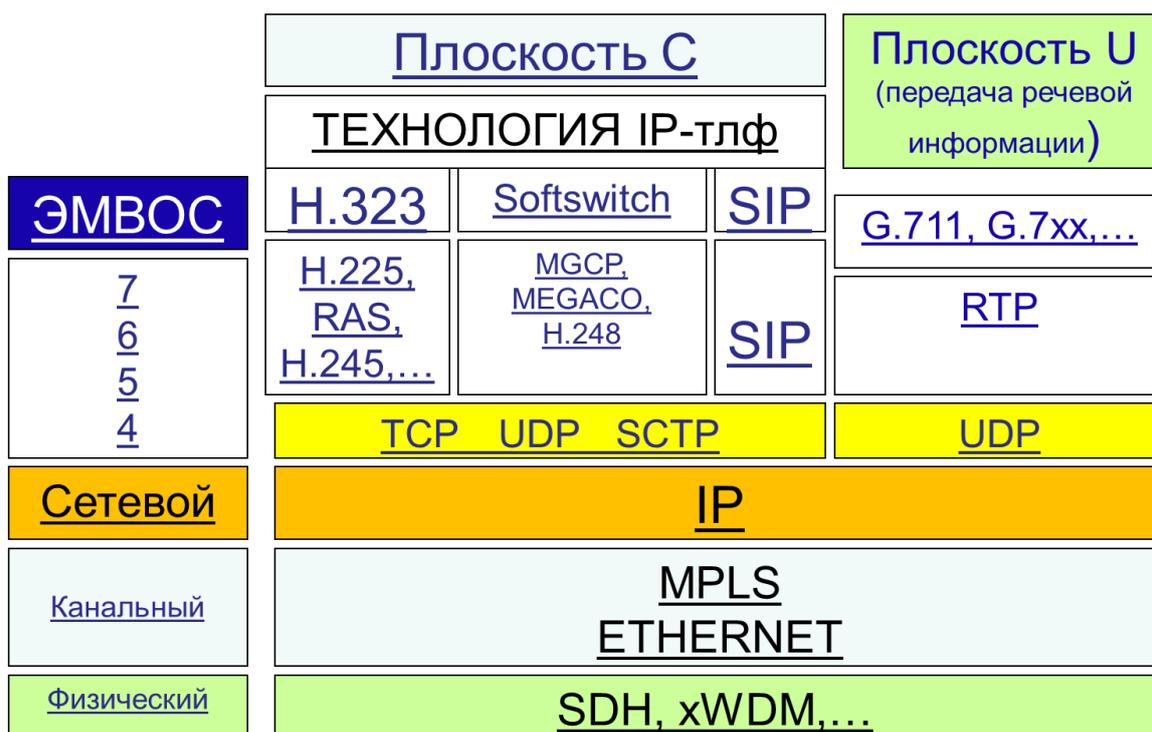 Плоскость C
Плоскость U
(передача речевой
информации)
ТЕХНОЛОГИЯ IP-тлф
ЭМВОС
H.323
Softswitch
SIP
G.711, G.7xx,...
7
6
5
4
H.225,
RAS,
H.245,...
MGCP,
MEGACO,
H.248
SIP
RTP
TCP UDP SCTP
UDP
Сетевой
IP
Канальный
MPLS
ETHERNET
Физический
SDH, xWDM,...